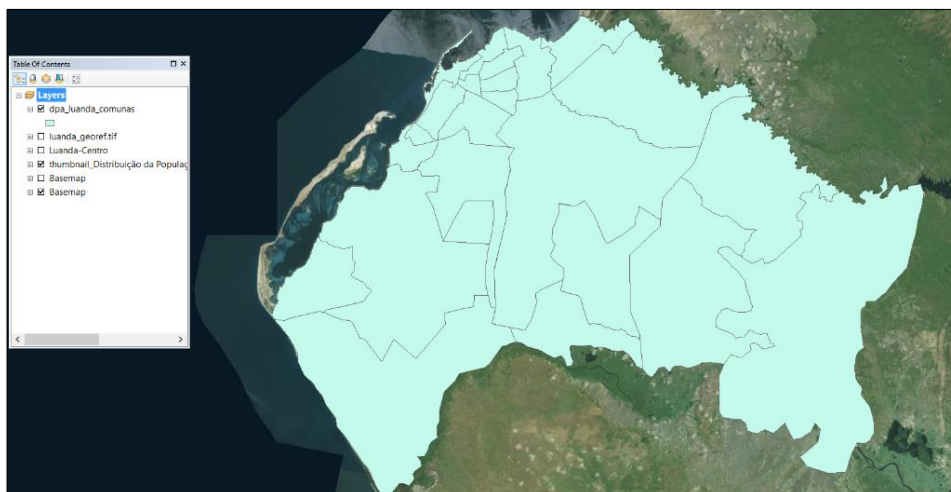 Table Of Contents
Layers
dpa_luanda_comunas
luanda_georef.tif
Luanda-Centro
thumbnail_Distribuição da Populaç
Basemap
Basemap